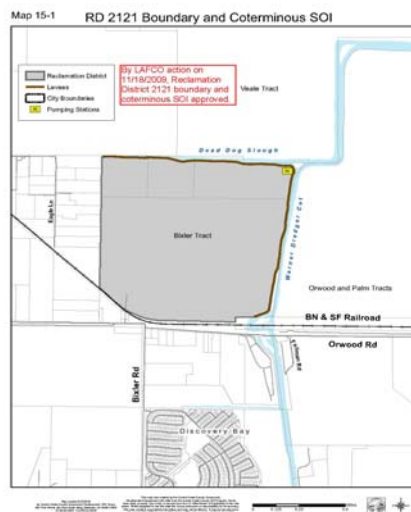 Map 15-1
RD 2121 Boundary and Coterminous SOI
Reclamation District
Levees
City Boundaries
Pumping Stations
By LAFCO action on
11/18/2009, Reclamation
District 2121 boundary and
coterminous SOI approved.
Veale Tract
Dead Dog Slough
Eagle Ln
Bixler Tract
Werner Dredger Cut
Orwood and Palm Tracts
BN & SF Railroad
Orwood Rd
Bixler Rd
Discovery Bay